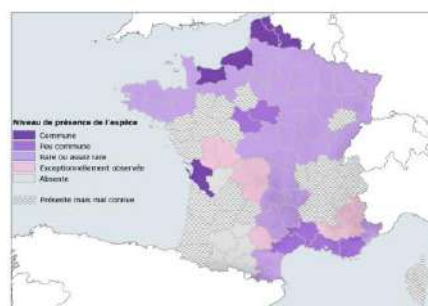 Niveau de présence de l'espèce
Commune
Peu commune
Rare ou assez rare
Exceptionnellement observée
Absente
Présente mais mal connue